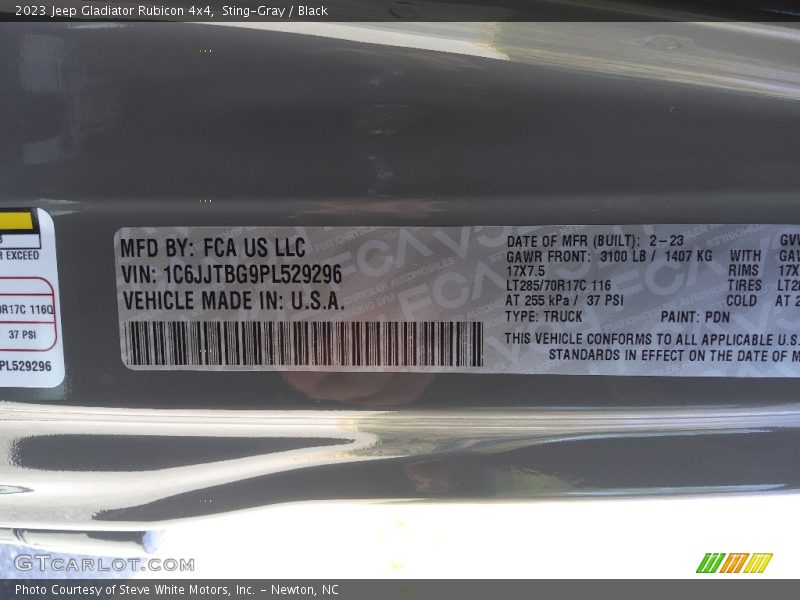 2023 Jeep Gladiator Rubicon 4x4, Sting-Gray / Black
R EXCEED
0R17C 116Q
37 PSI
PL529296
MFD BY: FCA US LLC
VIN: 1C6JJTBG9PL529296
VEHICLE MADE IN: U.S.A.
DATE OF MFR (BUILT): 2-23
GAWR FRONT: 3100 LB / 1407 KG WITH
17X7.5 RIMS 17X
LT285/70R17C 116 TIRES LT28
AT 255 kPa / 37 PSI COLD AT 2
TYPE: TRUCK PAINT: PDN
THIS VEHICLE CONFORMS TO ALL APPLICABLE U.S.
STANDARDS IN EFFECT ON THE DATE OF M
GTCARLOT.COM
Photo Courtesy of Steve White Motors, Inc. - Newton, NC